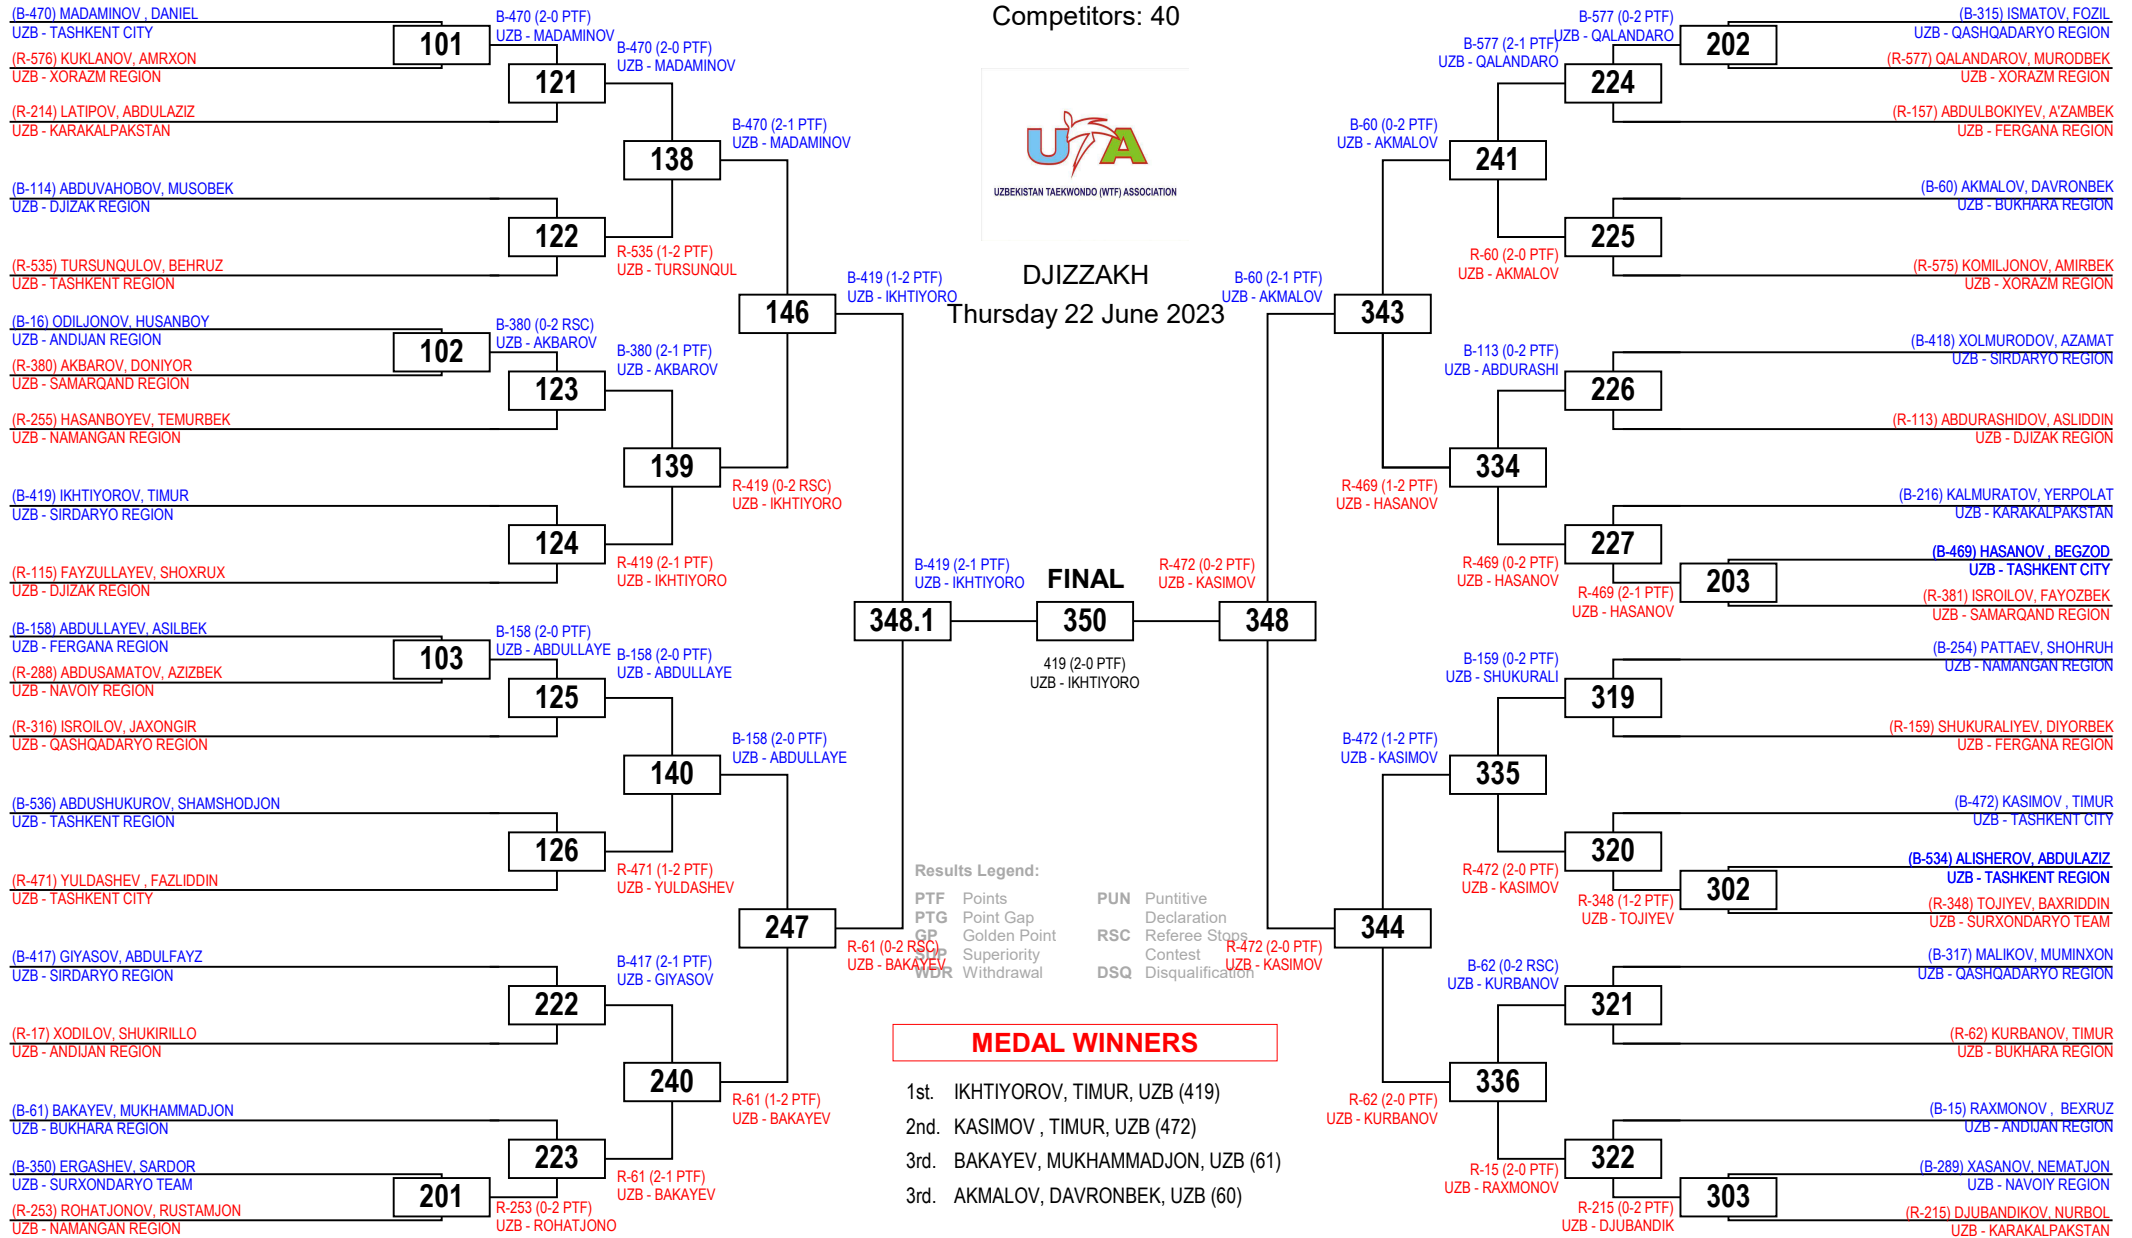 Competitors: 40
UTA
UZBEKISTAN TAEKWONDO (WTF) ASSOCIATION
DJIZZAKH
Thursday 22 June 2023
(B-470) MADAMINOV , DANIEL
UZB - TASHKENT CITY
(R-576) KUKLANOV, AMRXON
UZB - XORAZM REGION
(R-214) LATIPOV, ABDULAZIZ
UZB - KARAKALPAKSTAN
(B-114) ABDUVAHOBOV, MUSOBEK
UZB - DJIZAK REGION
(R-535) TURSUNQULOV, BEHRUZ
UZB - TASHKENT REGION
(B-16) ODILJONOV, HUSANBOY
UZB - ANDIJAN REGION
(R-380) AKBAROV, DONIYOR
UZB - SAMARQAND REGION
(R-255) HASANBOYEV, TEMURBEK
UZB - NAMANGAN REGION
(B-419) IKHTIYOROV, TIMUR
UZB - SIRDARYO REGION
(R-115) FAYZULLAYEV, SHOXRUX
UZB - DJIZAK REGION
(B-158) ABDULLAYEV, ASILBEK
UZB - FERGANA REGION
(R-288) ABDUSAMATOV, AZIZBEK
UZB - NAVOIY REGION
(R-316) ISROILOV, JAXONGIR
UZB - QASHQADARYO REGION
(B-536) ABDUSHUKUROV, SHAMSHODJON
UZB - TASHKENT REGION
(R-471) YULDASHEV , FAZLIDDIN
UZB - TASHKENT CITY
(B-417) GIYASOV, ABDULFAYZ
UZB - SIRDARYO REGION
(R-17) XODILOV, SHUKIRILLO
UZB - ANDIJAN REGION
(B-61) BAKAYEV, MUKHAMMADJON
UZB - BUKHARA REGION
(B-350) ERGASHEV, SARDOR
UZB - SURXONDARYO TEAM
(R-253) ROHATJONOV, RUSTAMJON
UZB - NAMANGAN REGION
101
B-470 (2-0 PTF)
UZB - MADAMINOV
102
B-380 (0-2 RSC)
UZB - AKBAROV
103
B-158 (2-0 PTF)
UZB - ABDULLAYE
201
R-253 (0-2 PTF)
UZB - ROHATJONO
121
B-470 (2-0 PTF)
UZB - MADAMINOV
122
R-535 (1-2 PTF)
UZB - TURSUNQUL
123
B-380 (2-1 PTF)
UZB - AKBAROV
124
R-419 (2-1 PTF)
UZB - IKHTIYORO
125
B-158 (2-0 PTF)
UZB - ABDULLAYE
126
R-471 (1-2 PTF)
UZB - YULDASHEV
222
B-417 (2-1 PTF)
UZB - GIYASOV
223
R-61 (2-1 PTF)
UZB - BAKAYEV
138
B-470 (2-1 PTF)
UZB - MADAMINOV
139
R-419 (0-2 RSC)
UZB - IKHTIYORO
140
B-158 (2-0 PTF)
UZB - ABDULLAYE
240
R-61 (1-2 PTF)
UZB - BAKAYEV
146
B-419 (1-2 PTF)
UZB - IKHTIYORO
247
R-61 (0-2 RSC)
UZB - BAKAYEV
348.1
B-419 (2-1 PTF)
UZB - IKHTIYORO
FINAL
350
419 (2-0 PTF)
UZB - IKHTIYORO
R-472 (0-2 PTF)
UZB - KASIMOV
348
B-60 (2-1 PTF)
UZB - AKMALOV
343
R-472 (2-0 PTF)
UZB - KASIMOV
344
B-60 (0-2 PTF)
UZB - AKMALOV
241
R-469 (1-2 PTF)
UZB - HASANOV
334
B-472 (1-2 PTF)
UZB - KASIMOV
335
R-62 (2-0 PTF)
UZB - KURBANOV
336
B-577 (2-1 PTF)
UZB - QALANDARO
224
R-60 (2-0 PTF)
UZB - AKMALOV
225
B-113 (0-2 PTF)
UZB - ABDURASHI
226
R-469 (0-2 PTF)
UZB - HASANOV
227
B-159 (0-2 PTF)
UZB - SHUKURALI
319
R-472 (2-0 PTF)
UZB - KASIMOV
320
B-62 (0-2 RSC)
UZB - KURBANOV
321
R-15 (2-0 PTF)
UZB - RAXMONOV
322
B-577 (0-2 PTF)
UZB - QALANDARO
202
R-469 (2-1 PTF)
UZB - HASANOV
203
R-348 (1-2 PTF)
UZB - TOJIYEV
302
R-215 (0-2 PTF)
UZB - DJUBANDIK
303
(B-315) ISMATOV, FOZIL
UZB - QASHQADARYO REGION
(R-577) QALANDAROV, MURODBEK
UZB - XORAZM REGION
(R-157) ABDULBOKIYEV, A'ZAMBEK
UZB - FERGANA REGION
(B-60) AKMALOV, DAVRONBEK
UZB - BUKHARA REGION
(R-575) KOMILJONOV, AMIRBEK
UZB - XORAZM REGION
(B-418) XOLMURODOV, AZAMAT
UZB - SIRDARYO REGION
(R-113) ABDURASHIDOV, ASLIDDIN
UZB - DJIZAK REGION
(B-216) KALMURATOV, YERPOLAT
UZB - KARAKALPAKSTAN
(B-469) HASANOV , BEGZOD
UZB - TASHKENT CITY
(R-381) ISROILOV, FAYOZBEK
UZB - SAMARQAND REGION
(B-254) PATTAEV, SHOHRUH
UZB - NAMANGAN REGION
(R-159) SHUKURALIYEV, DIYORBEK
UZB - FERGANA REGION
(B-472) KASIMOV , TIMUR
UZB - TASHKENT CITY
(B-534) ALISHEROV, ABDULAZIZ
UZB - TASHKENT REGION
(R-348) TOJIYEV, BAXRIDDIN
UZB - SURXONDARYO TEAM
(B-317) MALIKOV, MUMINXON
UZB - QASHQADARYO REGION
(R-62) KURBANOV, TIMUR
UZB - BUKHARA REGION
(B-15) RAXMONOV , BEXRUZ
UZB - ANDIJAN REGION
(B-289) XASANOV, NEMATJON
UZB - NAVOIY REGION
(R-215) DJUBANDIKOV, NURBOL
UZB - KARAKALPAKSTAN
Results Legend:
PTF Points
PTG Point Gap
GP Golden Point
SUP Superiority
WDR Withdrawal
PUN Puntitive
Declaration
RSC Referee Stops
Contest
DSQ Disqualification
MEDAL WINNERS
1st. IKHTIYOROV, TIMUR, UZB (419)
2nd. KASIMOV , TIMUR, UZB (472)
3rd. BAKAYEV, MUKHAMMADJON, UZB (61)
3rd. AKMALOV, DAVRONBEK, UZB (60)